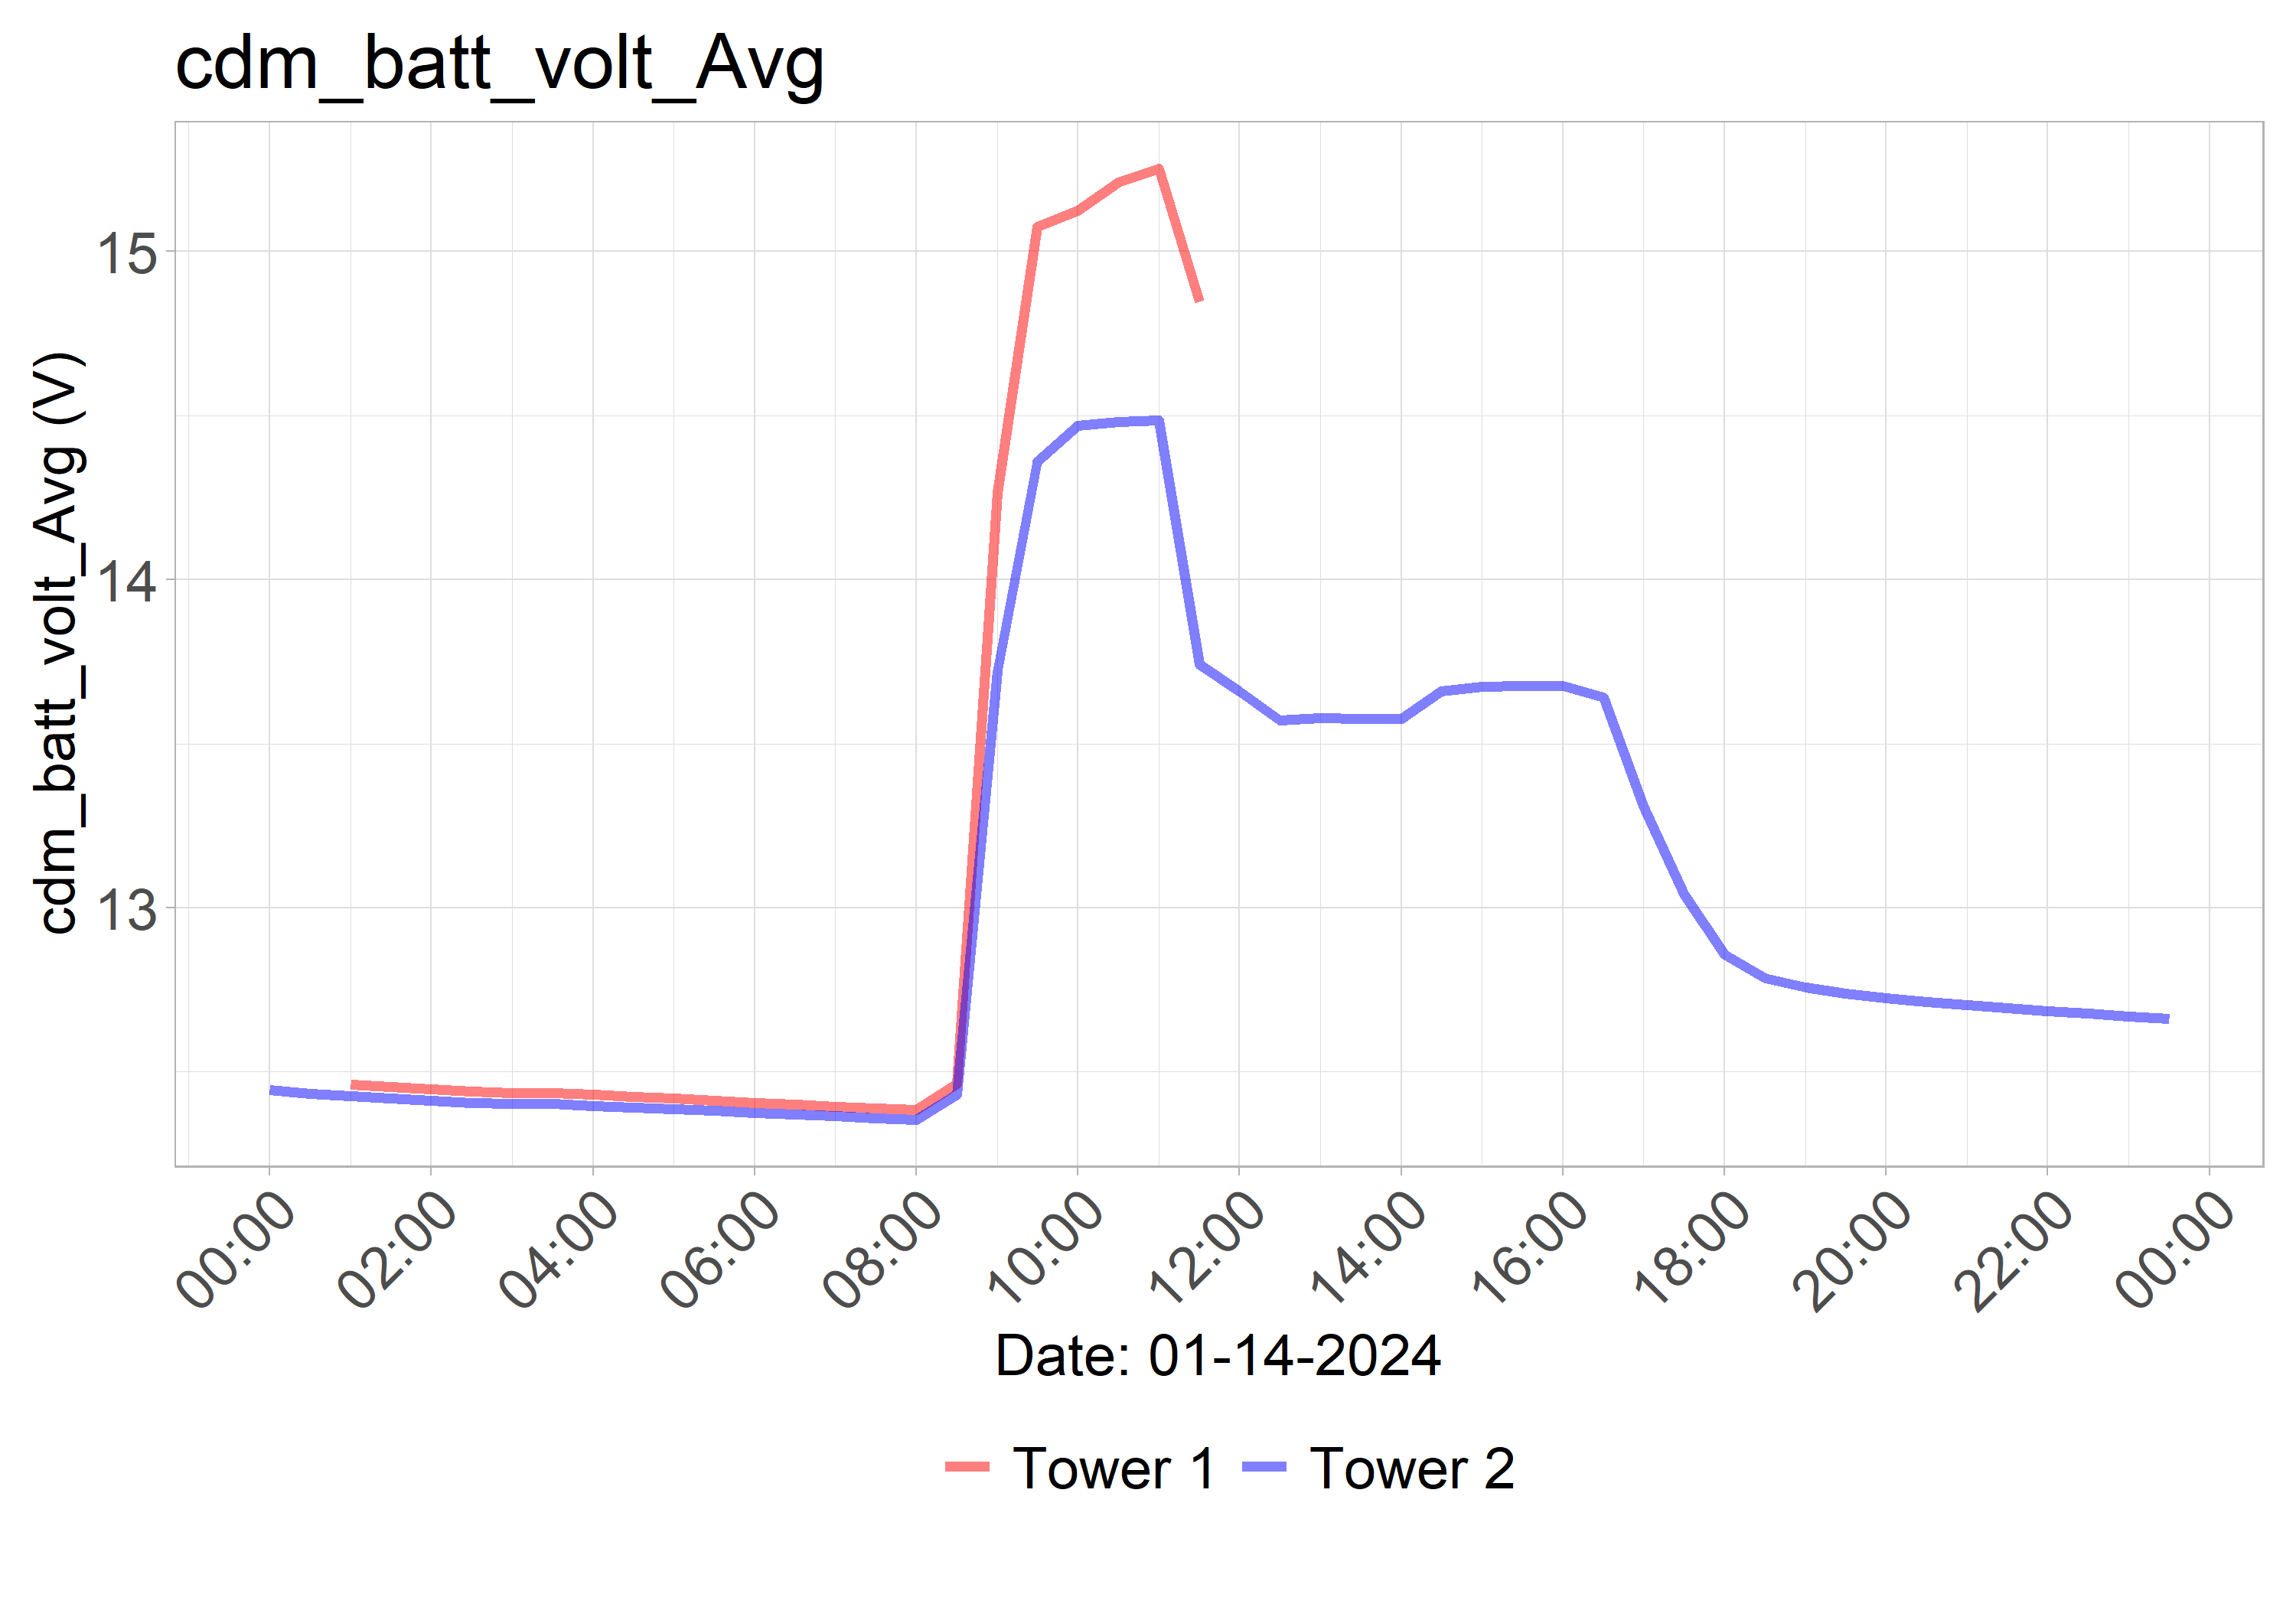 cdm_batt_volt_Avg
cdm_batt_volt_Avg (V)
15
14
13
00:00 02:00 04:00 06:00 08:00 10:00 12:00 14:00 16:00 18:00 20:00 22:00 00:00
Date: 01-14-2024
Tower 1 Tower 2